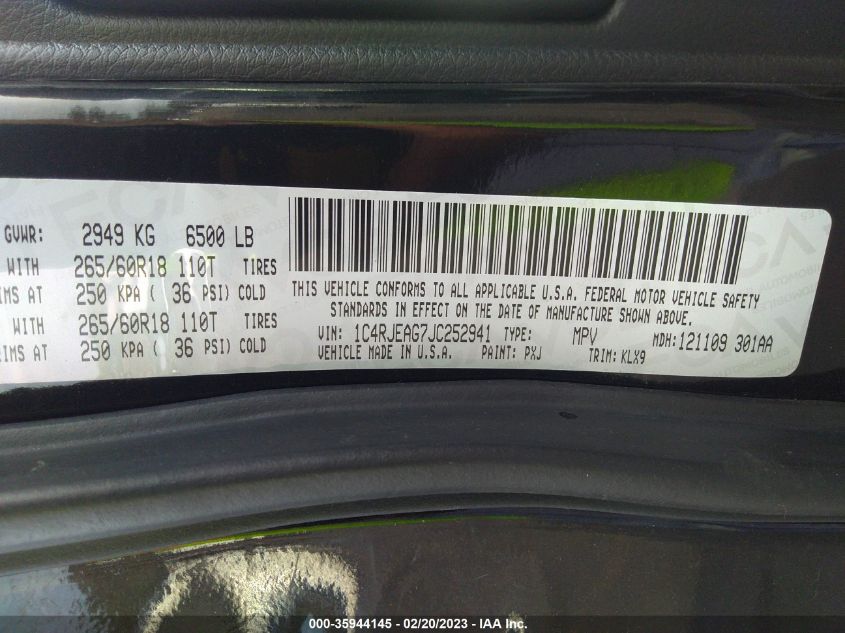 GVWR: 2949 KG 6500 LB
WITH 265/60R18 110T TIRES
IMS AT 250 KPA ( 36 PSI) COLD
WITH 265/60R18 110T TIRES
IMS AT 250 KPA ( 36 PSI) COLD
THIS VEHICLE CONFORMS TO ALL APPLICABLE U.S.A. FEDERAL MOTOR VEHICLE SAFETY
STANDARDS IN EFFECT ON THE DATE OF MANUFACTURE SHOWN ABOVE.
VIN: 1C4RJEAG7JC252941 TYPE: MPV MDH:121109 301AA
VEHICLE MADE IN U.S.A. PAINT: PXJ TRIM: KLX9
000-35944145 - 02/20/2023 - IAA Inc.